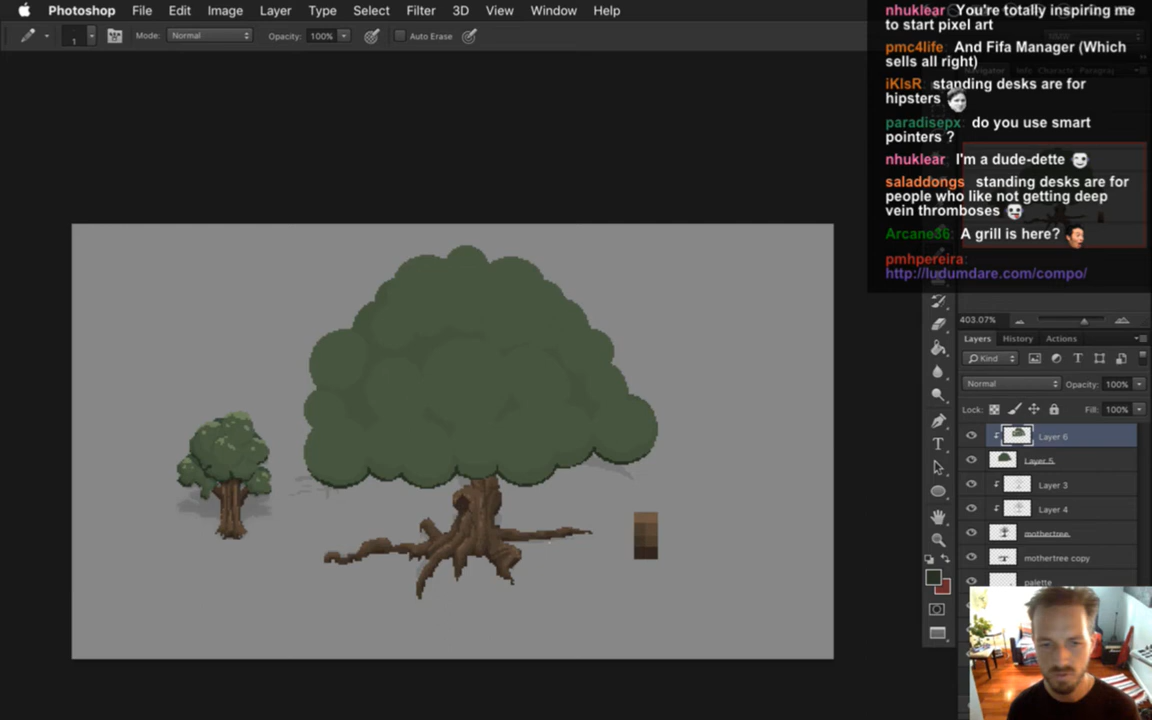 Photoshop File Edit Image Layer Type Select Filter 3D View Window Help
1 Mode: Normal Opacity: 100% Auto Erase
nhuklear: You're totally inspiring me
to start pixel art
pmc4life: And Fifa Manager (Which
sells all right)
iKlsR: standing desks are for
hipsters
paradisepx: do you use smart
pointers ?
nhuklear: I'm a dude-dette
saladdongs: standing desks are for
people who like not getting deep
vein thromboses
Arcane36: A grill is here?
pmhpereira:
http://ludumdare.com/compo/
403.07%
Layers History Actions
Kind
Normal Opacity: 100%
Lock: Fill: 100%
Layer 6
Layer 5
Layer 3
Layer 4
mothertree
mothertree copy
palette